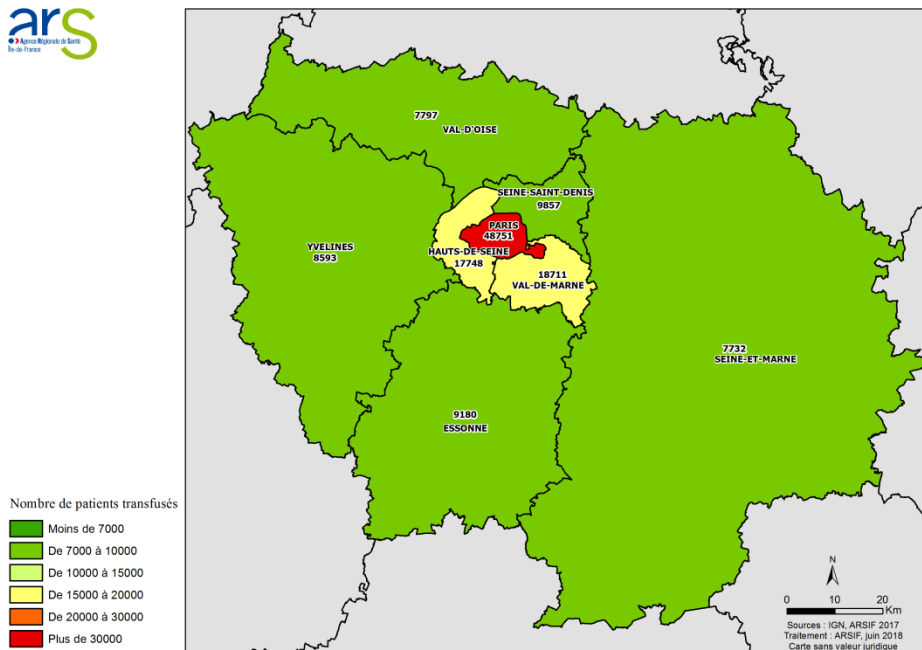 ars
Agence Régionale de Santé
Île-de-France
7797
VAL-D'OISE
SEINE-SAINT-DENIS
9857
PARIS
48751
HAUTS-DE-SEINE
17748
YVELINES
8593
18711
VAL-DE-MARNE
7732
SEINE-ET-MARNE
9180
ESSONNE
Nombre de patients transfusés
Moins de 7000
De 7000 à 10000
De 10000 à 15000
De 15000 à 20000
De 20000 à 30000
Plus de 30000
N
0 10 20
Km
Sources : IGN, ARSIF 2017
Traitement : ARSIF, juin 2018
Carte sans valeur juridique